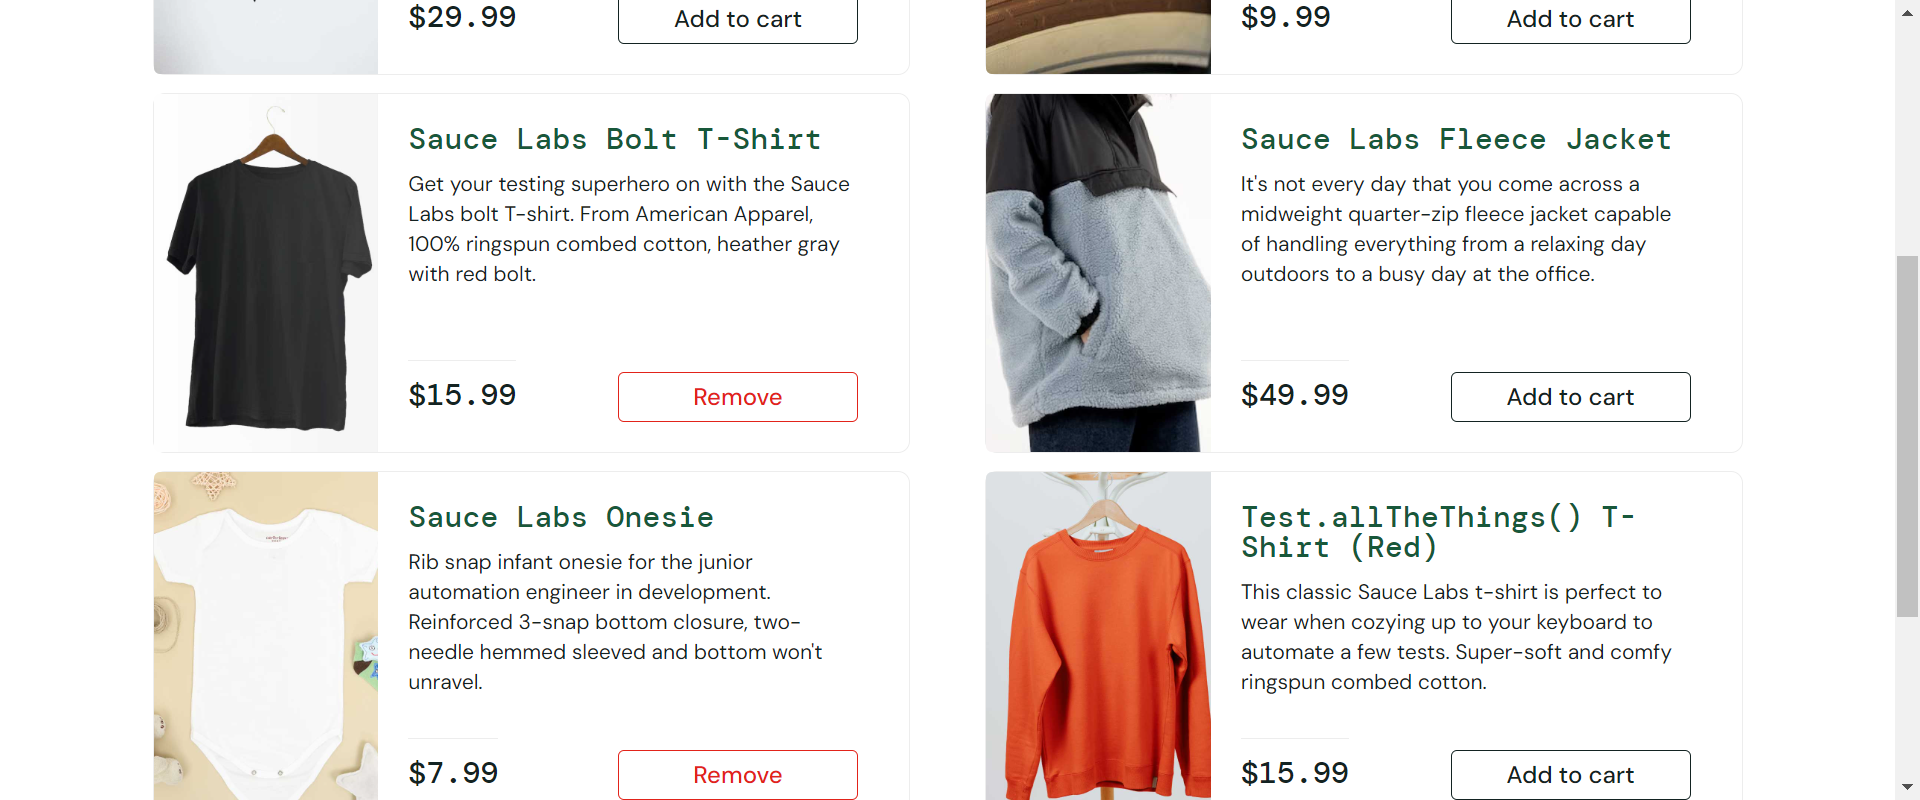 $29.99
Add to cart
$9.99
Add to cart
Sauce Labs Bolt T-Shirt
Get your testing superhero on with the Sauce
Labs bolt T-shirt. From American Apparel,
100% ringspun combed cotton, heather gray
with red bolt.
$15.99
Remove
Sauce Labs Fleece Jacket
It's not every day that you come across a
midweight quarter-zip fleece jacket capable
of handling everything from a relaxing day
outdoors to a busy day at the office.
$49.99
Add to cart
Sauce Labs Onesie
Rib snap infant onesie for the junior
automation engineer in development.
Reinforced 3-snap bottom closure, two-
needle hemmed sleeved and bottom won't
unravel.
$7.99
Remove
Test.allTheThings() T-
Shirt (Red)
This classic Sauce Labs t-shirt is perfect to
wear when cozying up to your keyboard to
automate a few tests. Super-soft and comfy
ringspun combed cotton.
$15.99
Add to cart